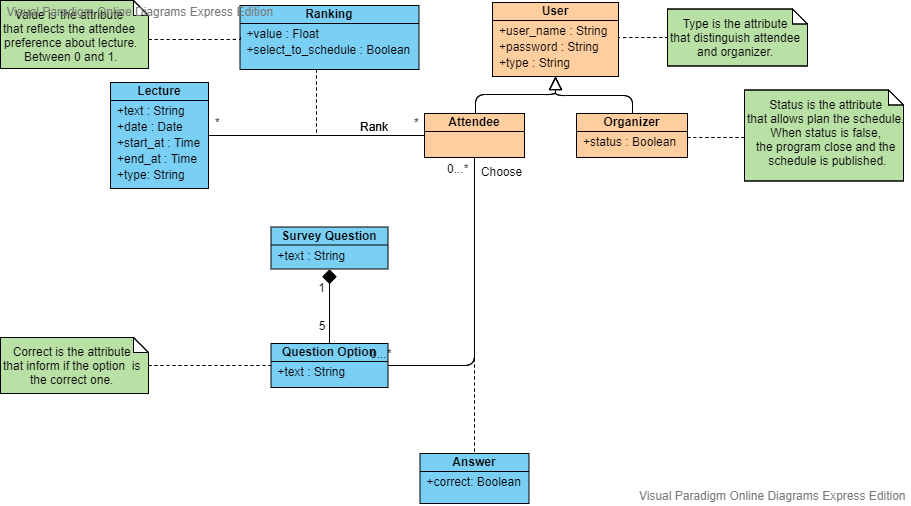 Visual Paradigm Online Diagrams Express Edition
Value is the attribute
that reflects the attendee
preference about lecture.
Between 0 and 1.
Ranking
+value : Float
+select_to_schedule : Boolean
User
+user_name : String
+password : String
+type : String
Type is the attribute
that distinguish attendee
and organizer.
Lecture
+text : String
+date : Date
+start_at : Time
+end_at : Time
+type: String
*
Rank
*
Attendee
Organizer
+status : Boolean
Status is the attribute
that allows plan the schedule.
When status is false,
the program close and the
schedule is published.
0...*
Choose
Survey Question
+text : String
1
5
Question Option
0...*
+text : String
Correct is the attribute
that inform if the option is
the correct one.
Answer
+correct: Boolean
Visual Paradigm Online Diagrams Express Edition